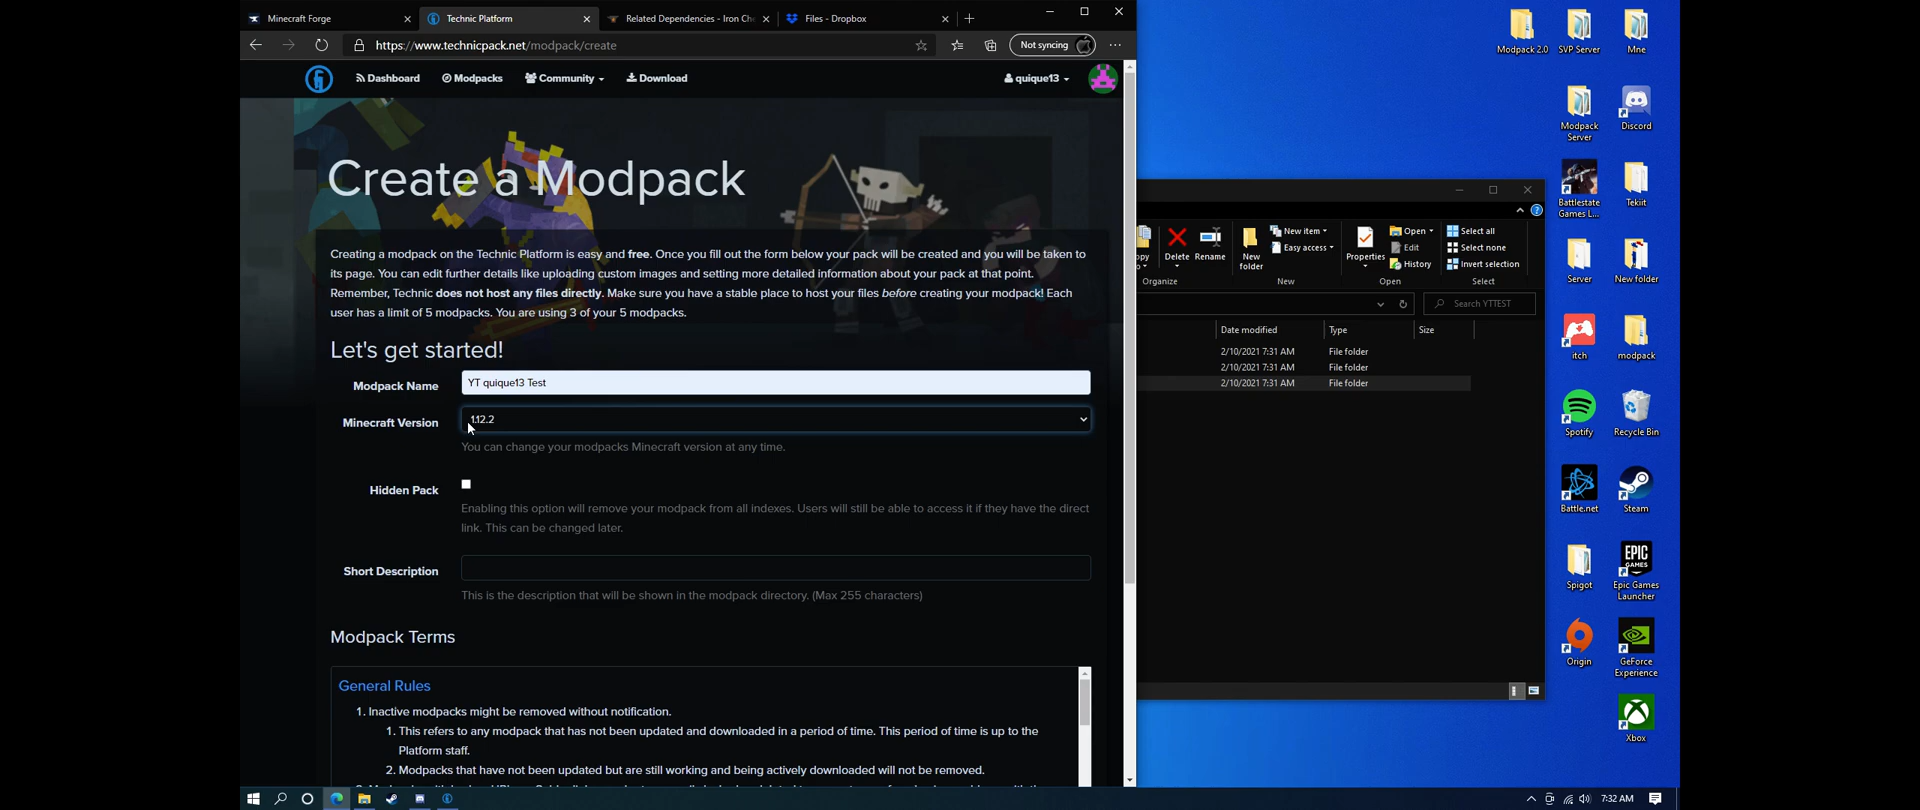 Minecraft Forge
Technic Platform
Related Dependencies - Iron Che
Files - Dropbox
https://www.technicpack.net/modpack/create
Not syncing
Dashboard
Modpacks
Community
Download
quique13
Create a Modpack
Creating a modpack on the Technic Platform is easy and free. Once you fill out the form below your pack will be created and you will be taken to
its page. You can edit further details like uploading custom images and setting more detailed information about your pack at that point.
Remember, Technic does not host any files directly. Make sure you have a stable place to host your files before creating your modpack! Each
user has a limit of 5 modpacks. You are using 3 of your 5 modpacks.
Let's get started!
Modpack Name
YT quique13 Test
Minecraft Version
1.12.2
You can change your modpacks Minecraft version at any time.
Hidden Pack
Enabling this option will remove your modpack from all indexes. Users will still be able to access it if they have the direct
link. This can be changed later.
Short Description
This is the description that will be shown in the modpack directory. (Max 255 characters)
Modpack Terms
General Rules
1. Inactive modpacks might be removed without notification.
1. This refers to any modpack that has not been updated and downloaded in a period of time. This period of time is up to the
Platform staff.
2. Modpacks that have not been updated but are still working and being actively downloaded will not be removed.
opy
Delete
Rename
New
folder
New item
Easy access
Properties
Open
Edit
History
Select all
Select none
Invert selection
Organize
New
Open
Select
Search YTTEST
Date modified
Type
Size
2/10/2021 7:31 AM
File folder
2/10/2021 7:31 AM
File folder
2/10/2021 7:31 AM
File folder
Modpack 2.0
SVP Server
Mne
Modpack
Server
Discord
Battlestate
Games L...
Tekiit
Server
New folder
itch
modpack
Spotify
Recycle Bin
Battle.net
Steam
Spigot
EPIC
GAMES
Epic Games
Launcher
Origin
GeForce
Experience
Xbox
7:32 AM